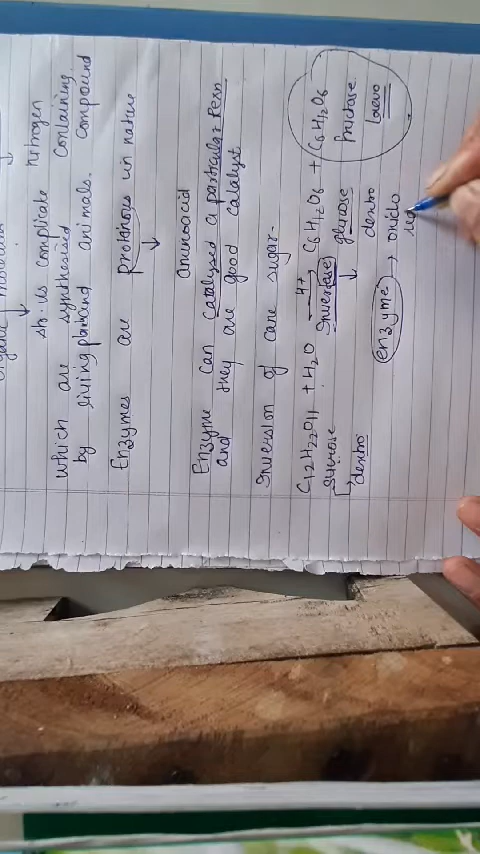 str. is complicate nitrogen
which are synthesised containing
by living plant and animals. compound
Enzymes are protinous in nature
aminoacid
Enzyme can catalysed a particular Rexn
and they are good catalyst
Inversion of cane sugar-
C12H22O11 + H2O H+ C6H12O6 + C6H12O6
sucrose Invertase glucose fructose
dextro dextro Laevo
enzyme → oxido